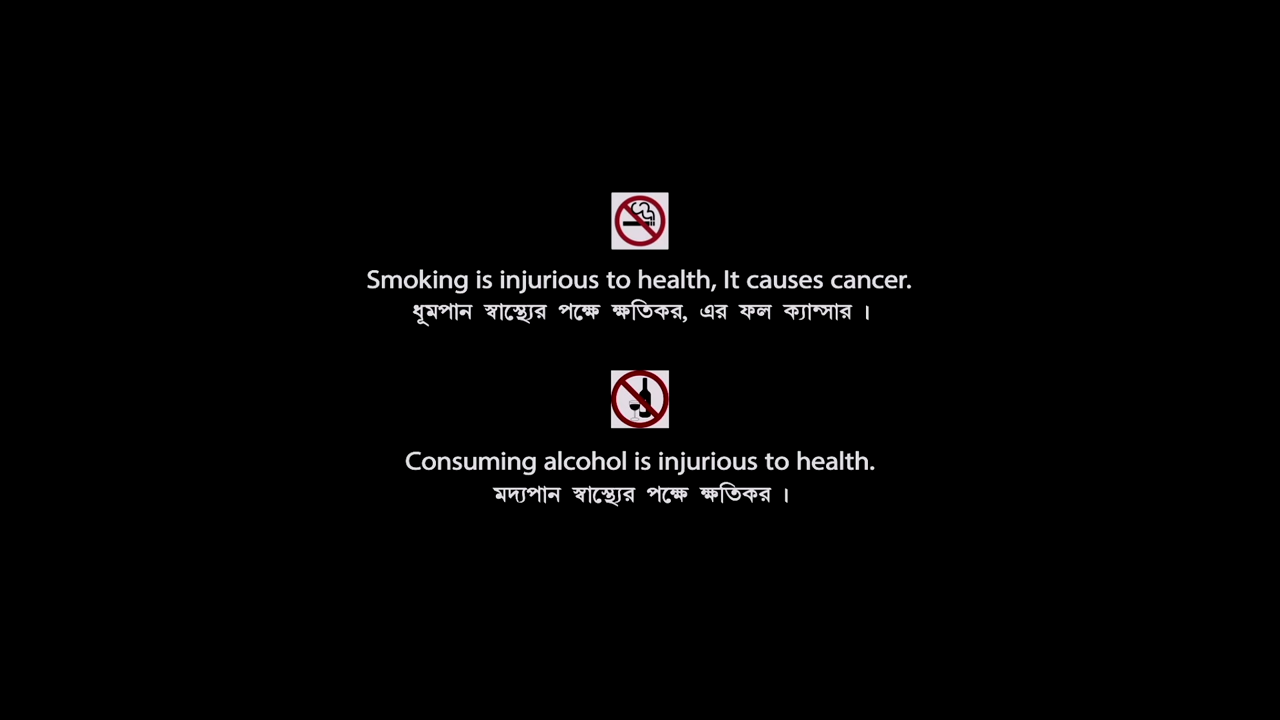 Smoking is injurious to health, It causes cancer.
ধূমপান স্বাস্থ্যের পক্ষে ক্ষতিকর, এর ফল ক্যান্সার ।
Consuming alcohol is injurious to health.
মদ্যপান স্বাস্থ্যের পক্ষে ক্ষতিকর ।